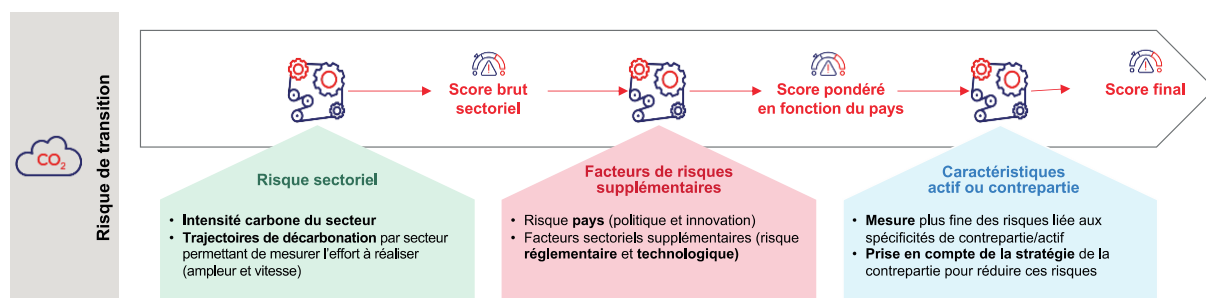 Risque de transition
CO2
Score brut
sectoriel
Score pondéré
en fonction du pays
Score final
Risque sectoriel
• Intensité carbone du secteur
• Trajectoires de décarbonation par secteur
permettant de mesurer l'effort à réaliser
(ampleur et vitesse)
Facteurs de risques
supplémentaires
• Risque pays (politique et innovation)
• Facteurs sectoriels supplémentaires (risque
réglementaire et technologique)
Caractéristiques
actif ou contrepartie
• Mesure plus fine des risques liée aux
spécificités de contrepartie/actif
• Prise en compte de la stratégie de la
contrepartie pour réduire ces risques